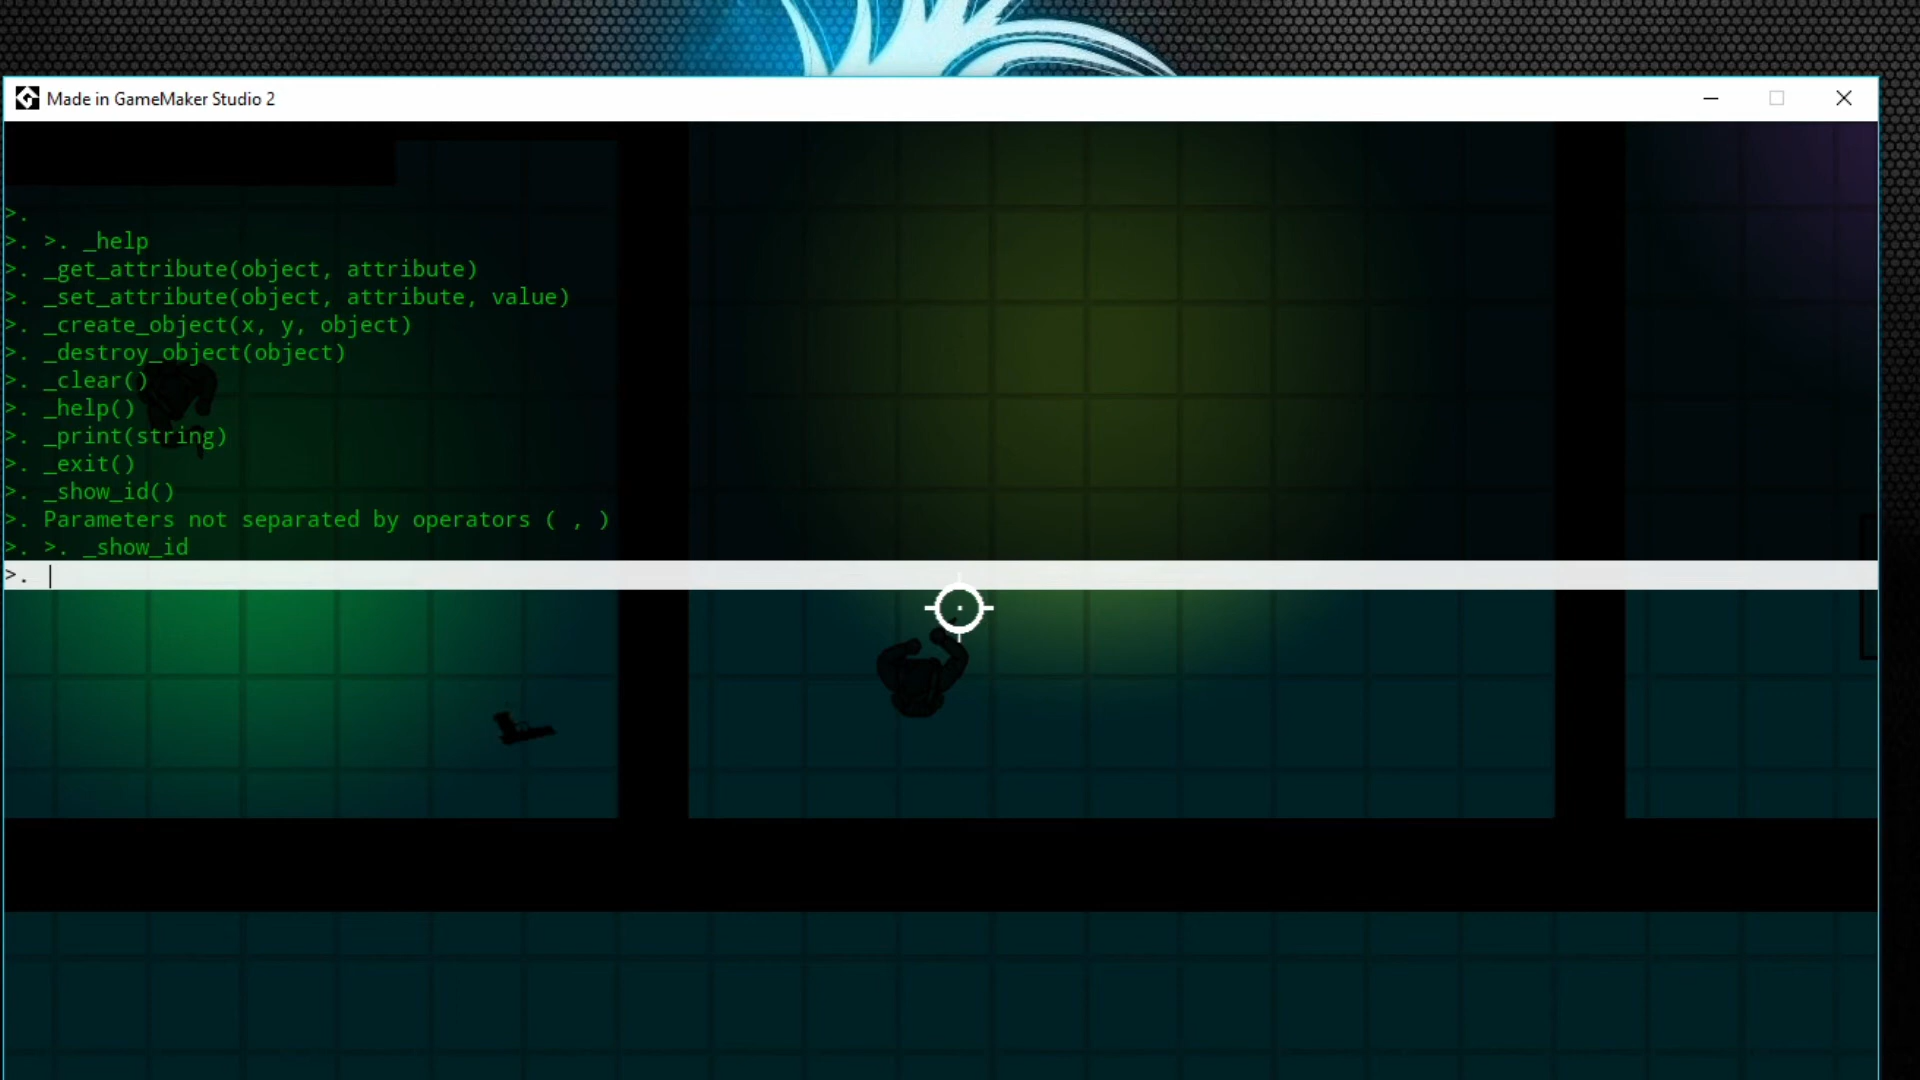 Made in GameMaker Studio 2
>.
>. >. _help
>. _get_attribute(object, attribute)
>. _set_attribute(object, attribute, value)
>. _create_object(x, y, object)
>. _destroy_object(object)
>. _clear()
>. _help()
>. _print(string)
>. _exit()
>. _show_id()
>. Parameters not separated by operators ( , )
>. >. _show_id
>. |